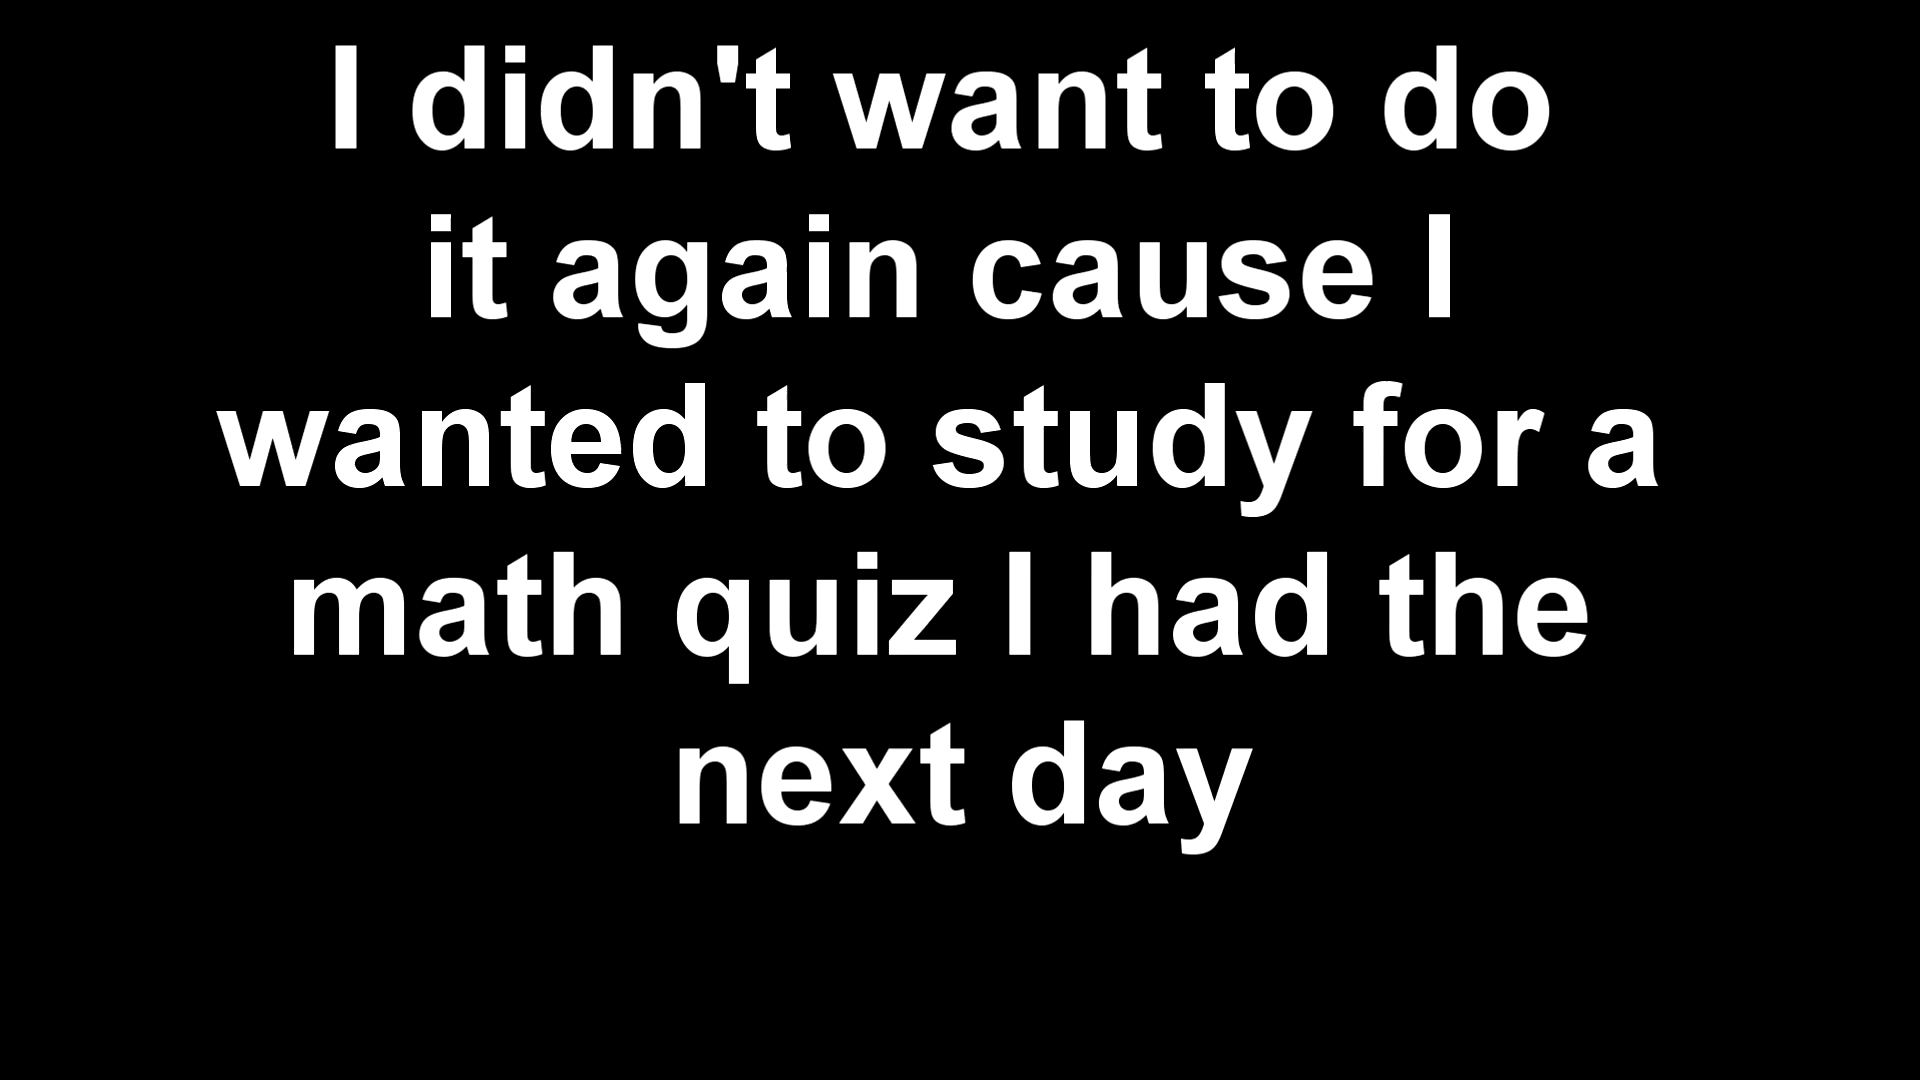 I didn't want to do
it again cause I
wanted to study for a
math quiz I had the
next day